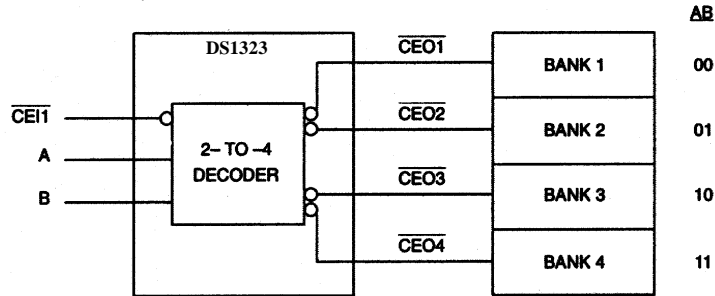 AB
DS1323
CEO1
BANK 1
00
CEI1
CEO2
BANK 2
01
A
2– TO –4
DECODER
B
CEO3
BANK 3
10
CEO4
BANK 4
11